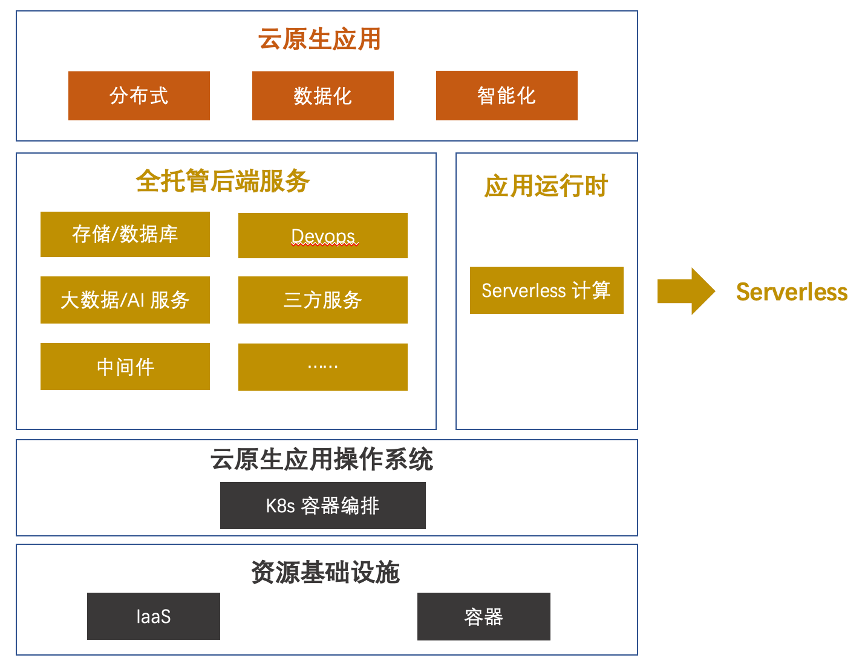 云原生应用
分布式
数据化
智能化
全托管后端服务
存储/数据库
Devops
大数据/AI 服务
三方服务
中间件
······
应用运行时
Serverless 计算
Serverless
云原生应用操作系统
K8s 容器编排
资源基础设施
IaaS
容器